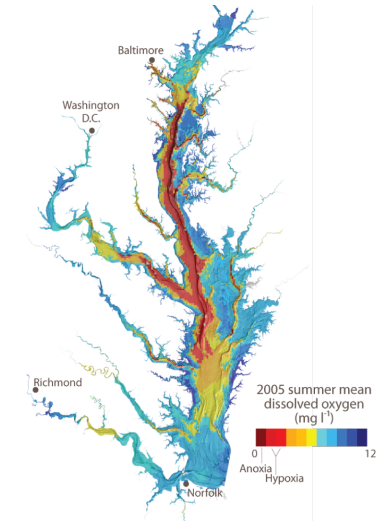 Baltimore
Washington
D.C.
Richmond
2005 summer mean
dissolved oxygen
(mg l⁻¹)
0 12
Anoxia
Hypoxia
Norfolk